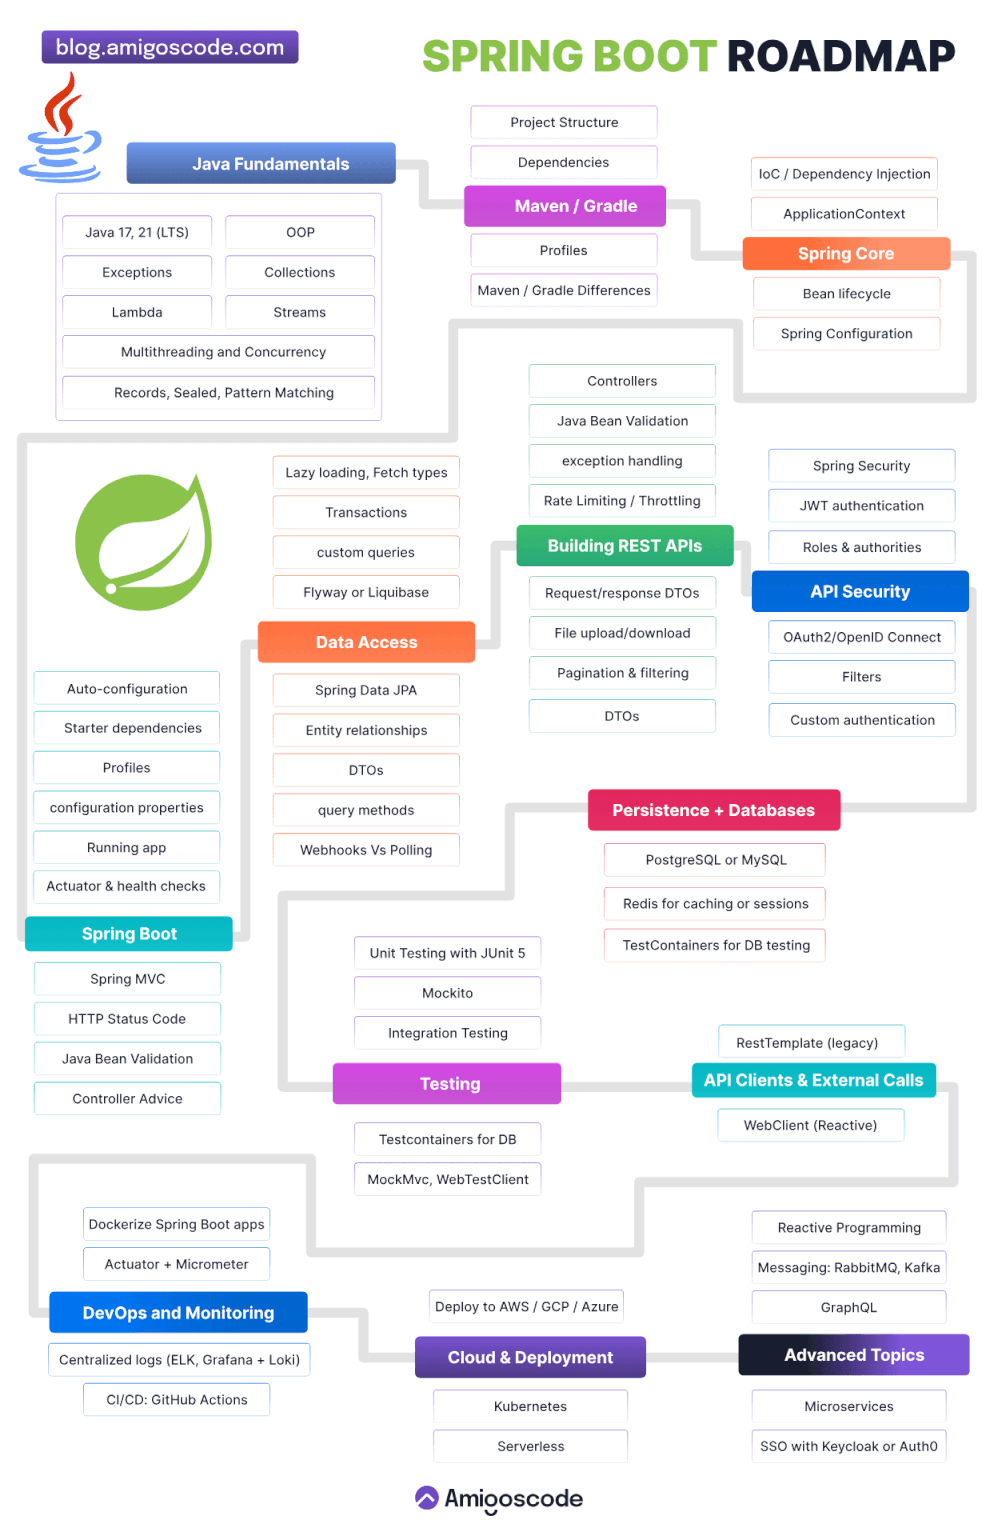 blog.amigoscode.com
SPRING BOOT ROADMAP
Java Fundamentals
Java 17, 21 (LTS)
OOP
Exceptions
Collections
Lambda
Streams
Multithreading and Concurrency
Records, Sealed, Pattern Matching
Project Structure
Dependencies
Maven / Gradle
Profiles
Maven / Gradle Differences
IoC / Dependency Injection
ApplicationContext
Spring Core
Bean lifecycle
Spring Configuration
Auto-configuration
Starter dependencies
Profiles
configuration properties
Running app
Actuator & health checks
Spring Boot
Spring MVC
HTTP Status Code
Java Bean Validation
Controller Advice
Lazy loading, Fetch types
Transactions
custom queries
Flyway or Liquibase
Data Access
Spring Data JPA
Entity relationships
DTOs
query methods
Webhooks Vs Polling
Controllers
Java Bean Validation
exception handling
Rate Limiting / Throttling
Building REST APIs
Request/response DTOs
File upload/download
Pagination & filtering
DTOs
Spring Security
JWT authentication
Roles & authorities
API Security
OAuth2/OpenID Connect
Filters
Custom authentication
Persistence + Databases
PostgreSQL or MySQL
Redis for caching or sessions
TestContainers for DB testing
Unit Testing with JUnit 5
Mockito
Integration Testing
Testing
Testcontainers for DB
MockMvc, WebTestClient
RestTemplate (legacy)
API Clients & External Calls
WebClient (Reactive)
Dockerize Spring Boot apps
Actuator + Micrometer
DevOps and Monitoring
Centralized logs (ELK, Grafana + Loki)
CI/CD: GitHub Actions
Deploy to AWS / GCP / Azure
Cloud & Deployment
Kubernetes
Serverless
Reactive Programming
Messaging: RabbitMQ, Kafka
GraphQL
Advanced Topics
Microservices
SSO with Keycloak or Auth0
Amigoscode